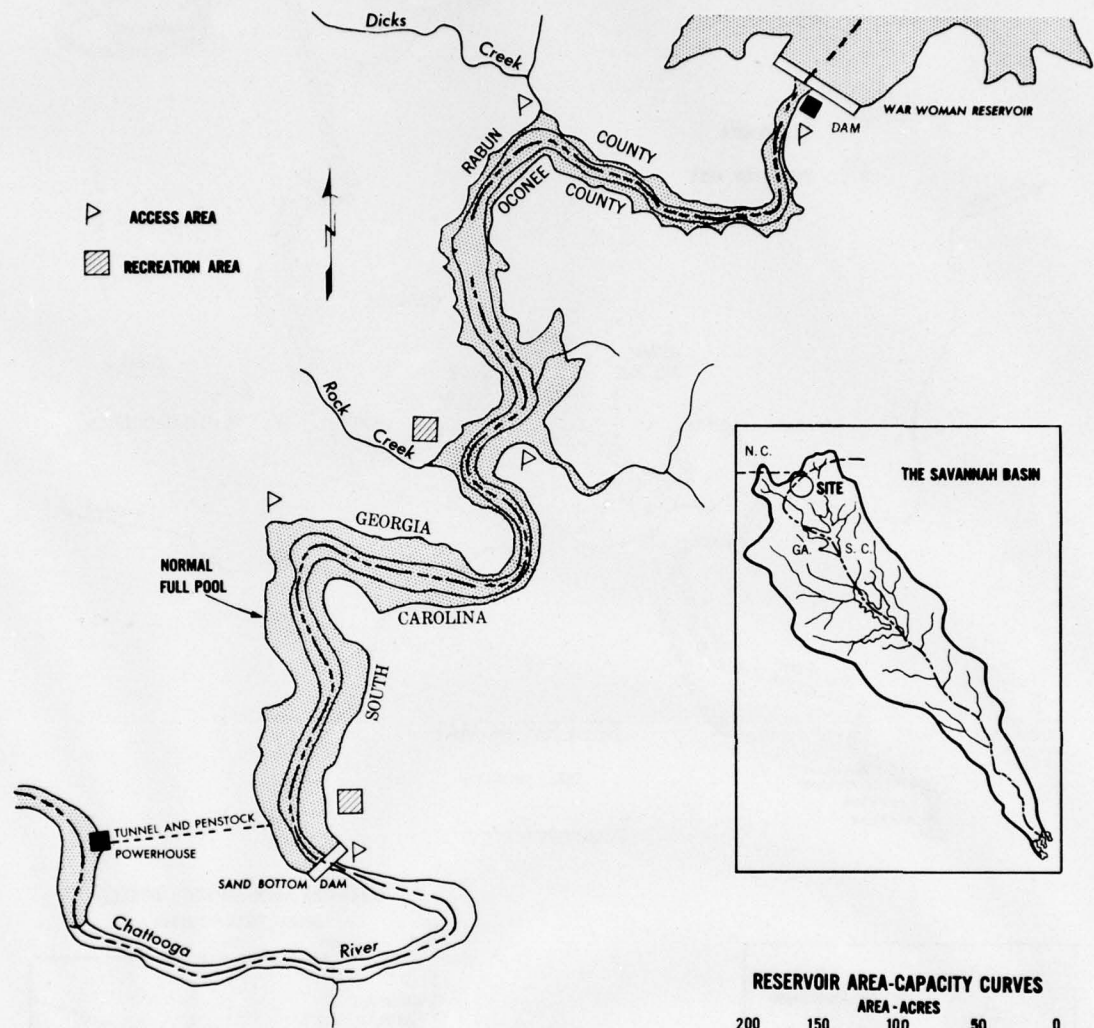 Dicks
Creek
WAR WOMAN RESERVOIR
DAM
RABUN
COUNTY
OCONEE
COUNTY
N
ACCESS AREA
RECREATION AREA
Rock
Creek
GEORGIA
NORMAL
FULL POOL
CAROLINA
SOUTH
N.C.
THE SAVANNAH BASIN
SITE
GA.
S.C.
TUNNEL AND PENSTOCK
POWERHOUSE
SAND BOTTOM DAM
Chattooga
River
RESERVOIR AREA-CAPACITY CURVES
AREA - ACRES
200 150 100 50 0